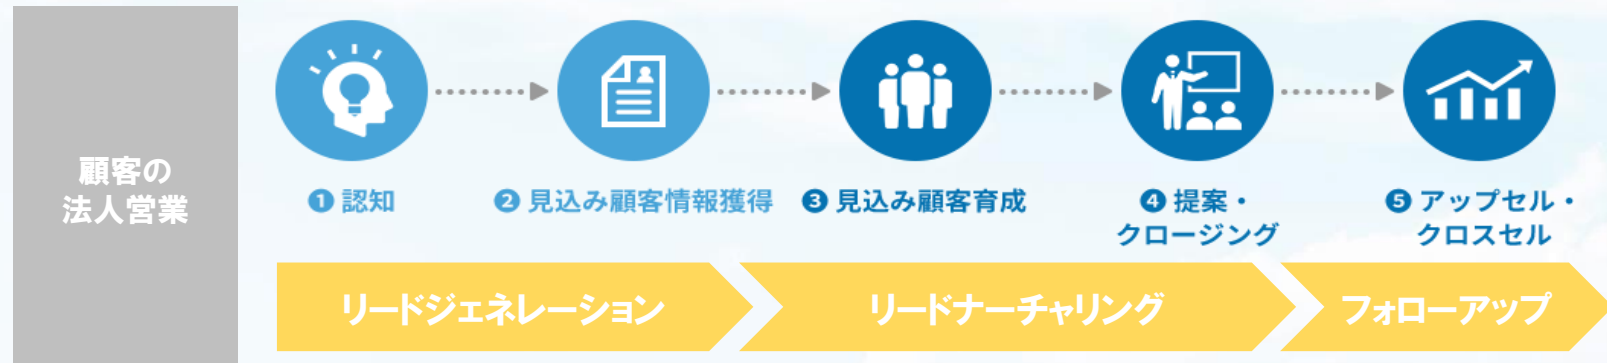 顧客の
法人営業
❶ 認知
❷ 見込み顧客情報獲得
❸ 見込み顧客育成
❹ 提案・
クロージング
❺ アップセル・
クロスセル
リードジェネレーション
リードナーチャリング
フォローアップ